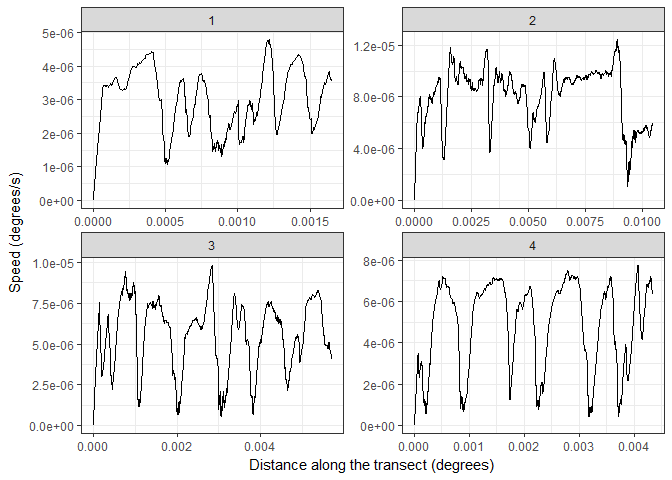 1
2
5e-06
4e-06
3e-06
2e-06
1e-06
0e+00
1.2e-05
8.0e-06
4.0e-06
0.0e+00
0.0000 0.0005 0.0010 0.0015
0.0000 0.0025 0.0050 0.0075 0.0100
3
4
1.0e-05
7.5e-06
5.0e-06
2.5e-06
0.0e+00
8e-06
6e-06
4e-06
2e-06
0e+00
0.000 0.002 0.004
0.000 0.001 0.002 0.003 0.004
Speed (degrees/s)
Distance along the transect (degrees)